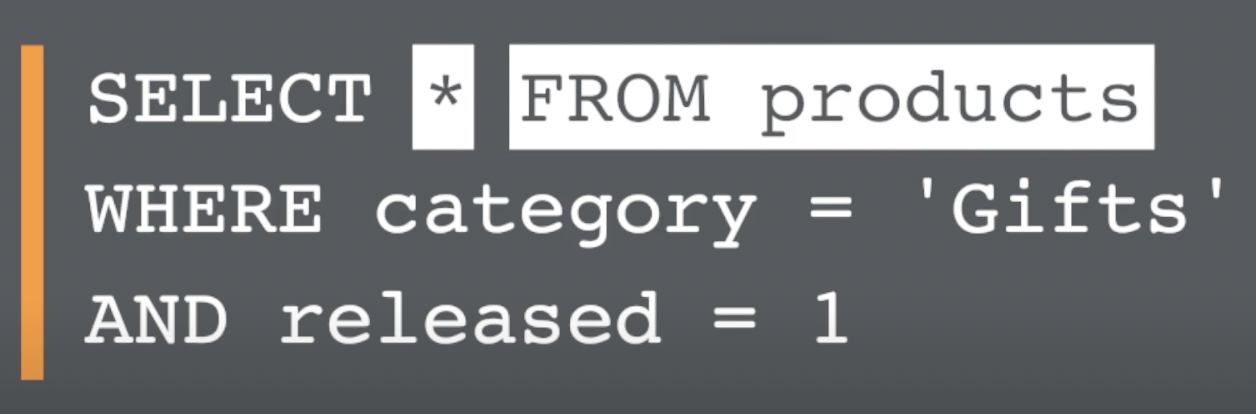 SELECT * FROM products
WHERE category = 'Gifts'
AND released = 1